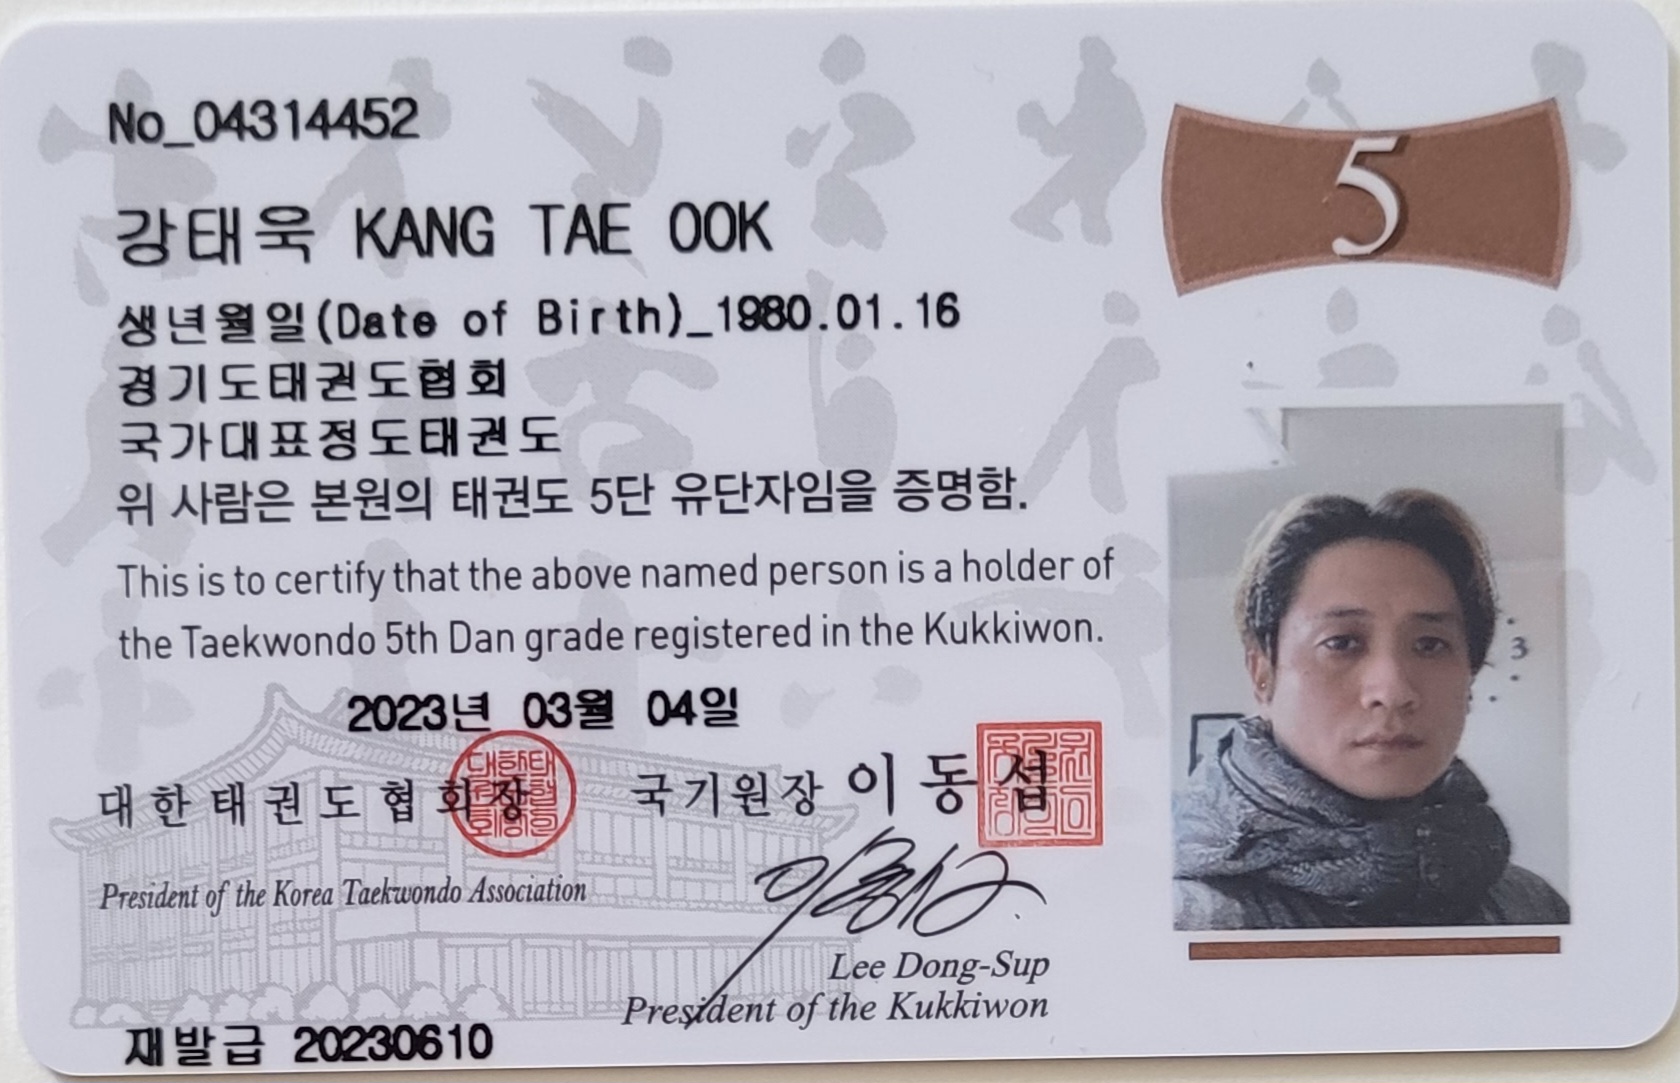 No_04314452
5
강태욱 KANG TAE OOK
생년월일(Date of Birth)_1980.01.16
경기도태권도협회
국가대표정도태권도
위 사람은 본원의 태권도 5단 유단자임을 증명함.
This is to certify that the above named person is a holder of
the Taekwondo 5th Dan grade registered in the Kukkiwon.
3
2023년 03월 04일
대한태권도협회장 국기원장 이동섭
President of the Korea Taekwondo Association
Lee Dong-Sup
President of the Kukkiwon
재발급 20230610